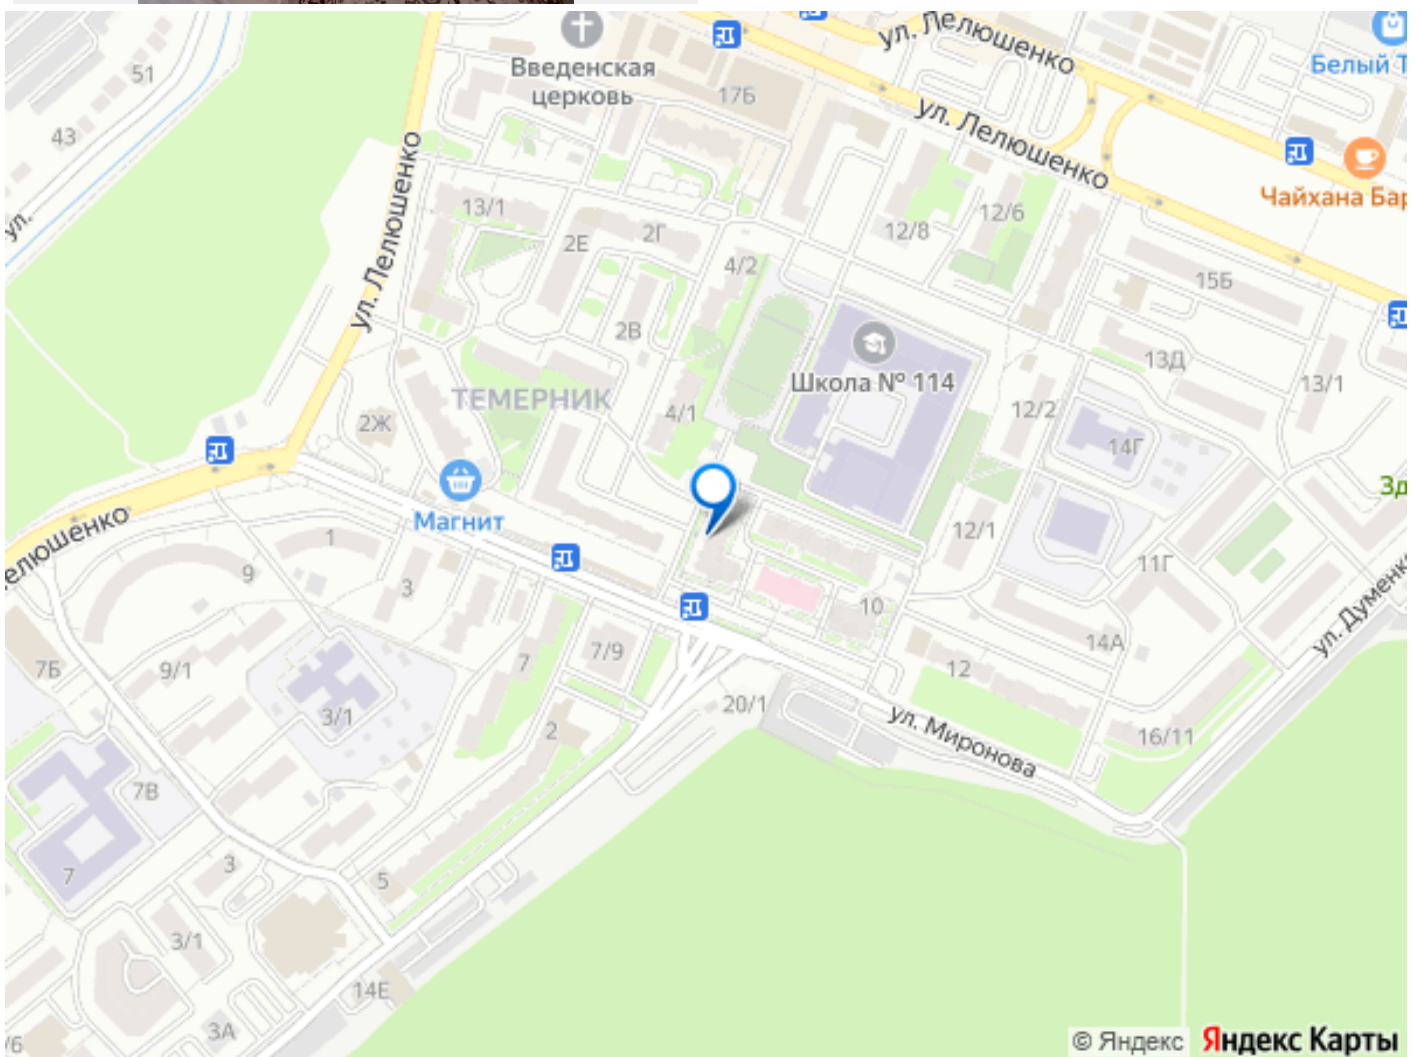 ул. Лелюшенко
Белый Т
Введенская
церковь
51
17Б
43
ул. Лелюшенко
Чайхана Бар
ул.
ул. Лелюшенко
13/1
2Е
2Г
12/8
12/6
4/2
15Б
2В
Школа № 114
13Д
13/1
ТЕМЕРНИК
4/1
12/2
2Ж
14Г
Зд
Магнит
елюшенко
1
12/1
9
3
11Г
10
ул. Думенко
7Б
9/1
7
7/9
14А
12
3/1
2
20/1
ул. Миронова
16/11
7В
7
3
5
3/1
14Е
3А
/6
© Яндекс Яндекс Карты